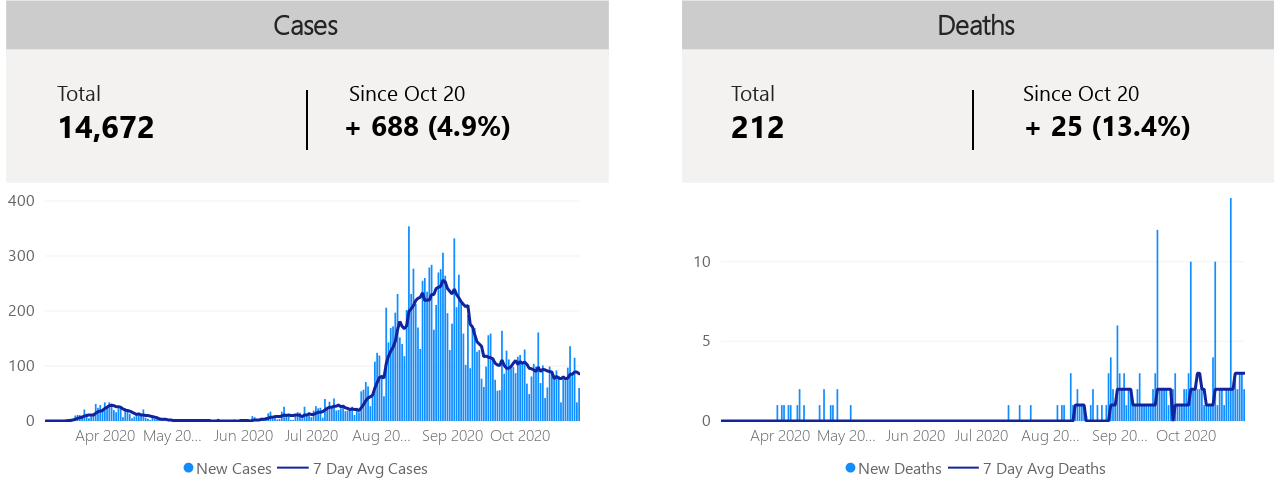 Cases
Total
Since Oct 20
14,672
+ 688 (4.9%)
400
300
200
100
0
Apr 2020 May 20... Jun 2020 Jul 2020 Aug 20... Sep 2020 Oct 2020
New Cases 7 Day Avg Cases
Deaths
Total
Since Oct 20
212
+ 25 (13.4%)
10
5
0
Apr 2020 May 20... Jun 2020 Jul 2020 Aug 20... Sep 20... Oct 2020
New Deaths 7 Day Avg Deaths